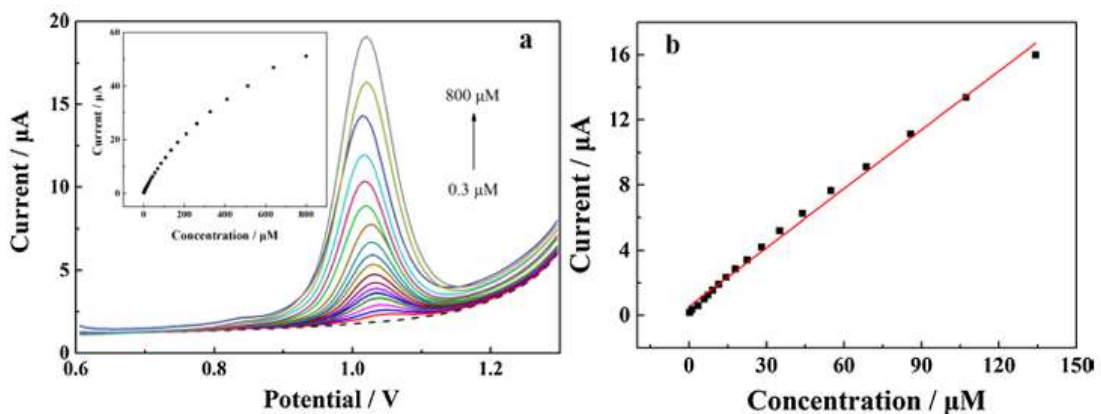 a
20
15
10
5
0
Current / μA
0.6
0.8
1.0
1.2
Potential / V
60
40
20
0
Current / μA
0
200
400
600
800
Concentration / μM
800 μM
0.3 μM
b
16
12
8
4
0
Current / μA
0
30
60
90
120
150
Concentration / μM